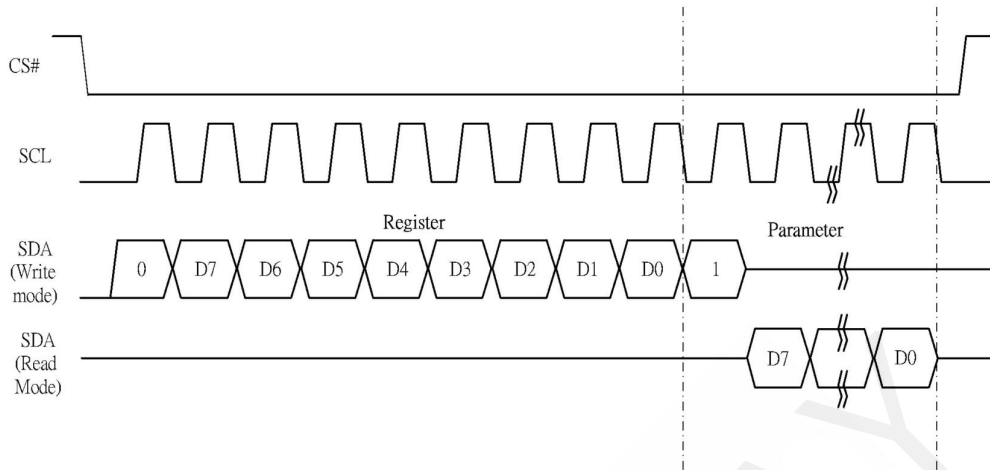 CS#
SCL
Register
Parameter
SDA
(Write
mode)
0 D7 D6 D5 D4 D3 D2 D1 D0 1
SDA
(Read
Mode)
D7 D0